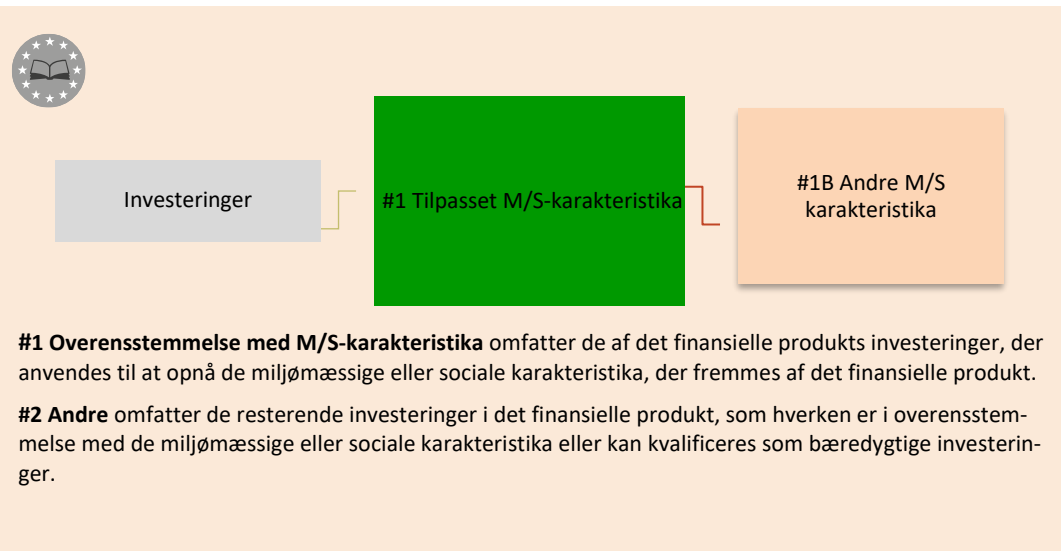 Investeringer
#1 Tilpasset M/S-karakteristika
#1B Andre M/S
karakteristika
#1 Overensstemmelse med M/S-karakteristika omfatter de af det finansielle produkts investeringer, der
anvendes til at opnå de miljømæssige eller sociale karakteristika, der fremmes af det finansielle produkt.
#2 Andre omfatter de resterende investeringer i det finansielle produkt, som hverken er i overensstem-
melse med de miljømæssige eller sociale karakteristika eller kan kvalificeres som bæredygtige investerin-
ger.